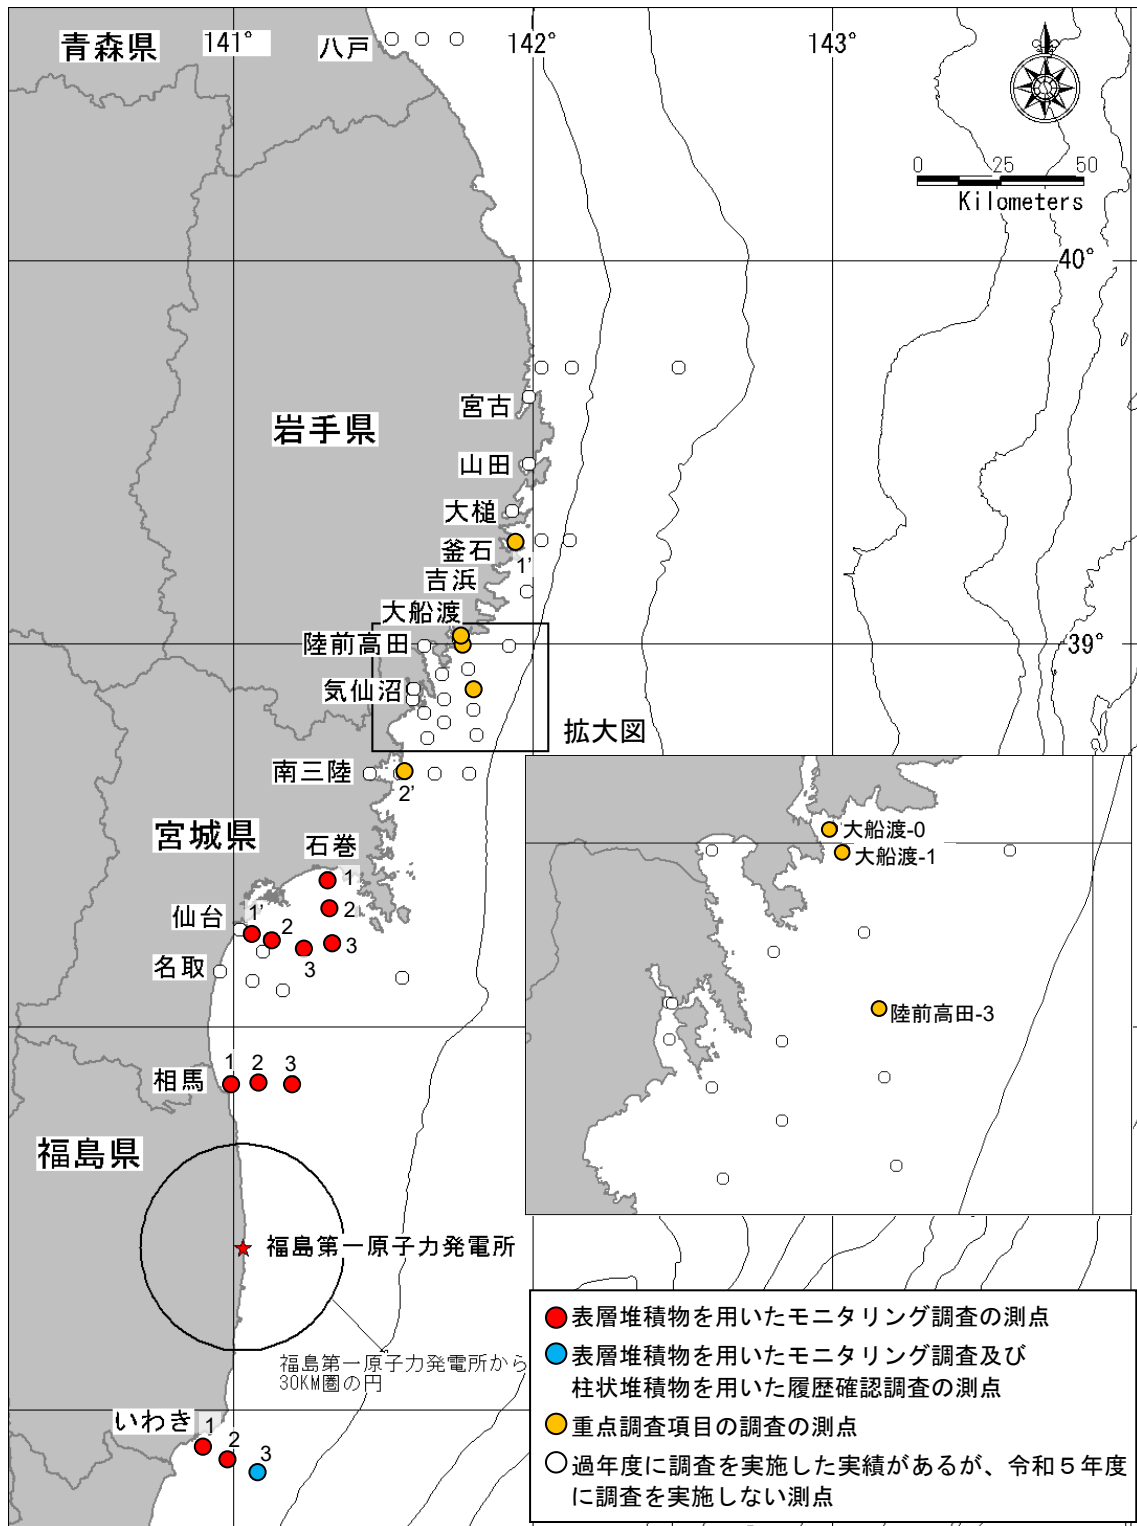 青森県
141°
八戸
142°
143°
0 25 50
Kilometers
40°
宮古
岩手県
山田
大槌
釜石
1'
吉浜
大船渡
陸前高田
39°
気仙沼
拡大図
南三陸
2'
宮城県
石巻
1
2
3
仙台
1'
2
3
名取
大船渡-0
大船渡-1
陸前高田-3
相馬
1
2
3
福島県
福島第一原子力発電所
福島第一原子力発電所から
30KM圏の円
いわき
1
2
3
表層堆積物を用いたモニタリング調査の測点
表層堆積物を用いたモニタリング調査及び
柱状堆積物を用いた履歴確認調査の測点
重点調査項目の調査の測点
過年度に調査を実施した実績があるが、令和５年度
に調査を実施しない測点